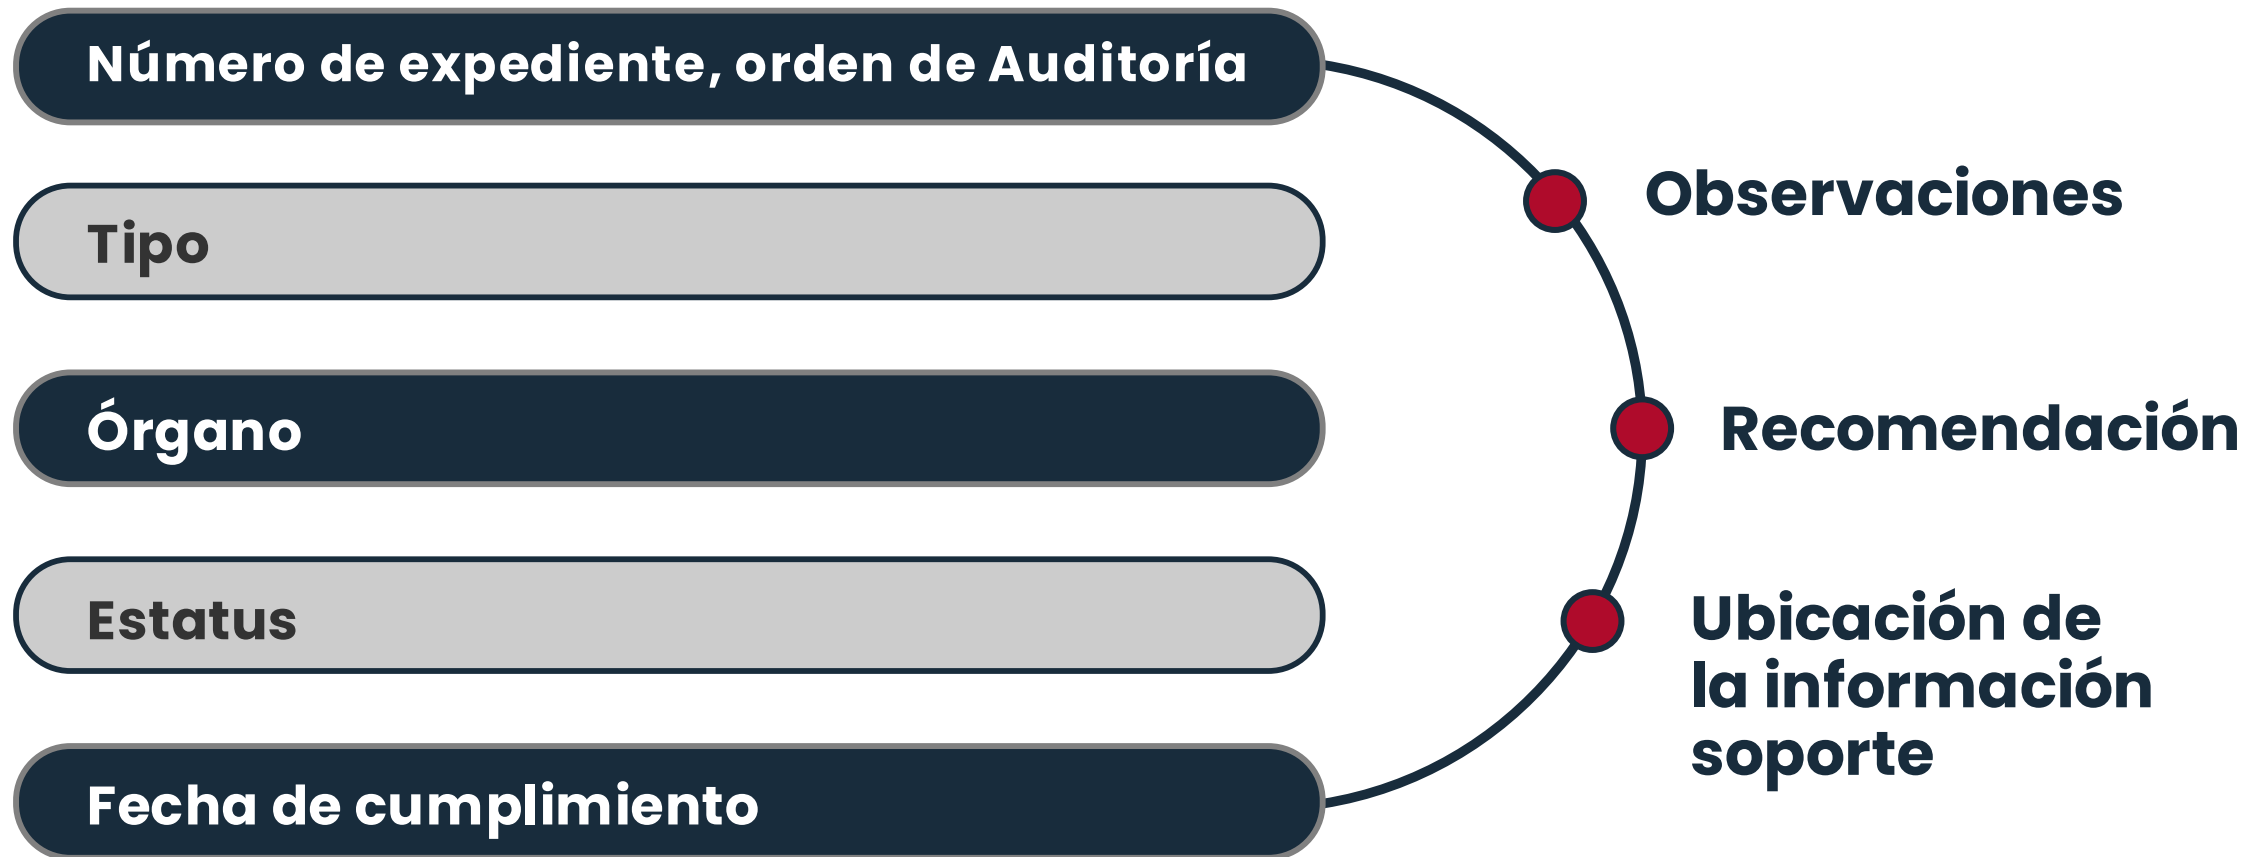 Número de expediente, orden de Auditoría
Tipo
Órgano
Estatus
Fecha de cumplimiento
Observaciones
Recomendación
Ubicación de
la información
soporte